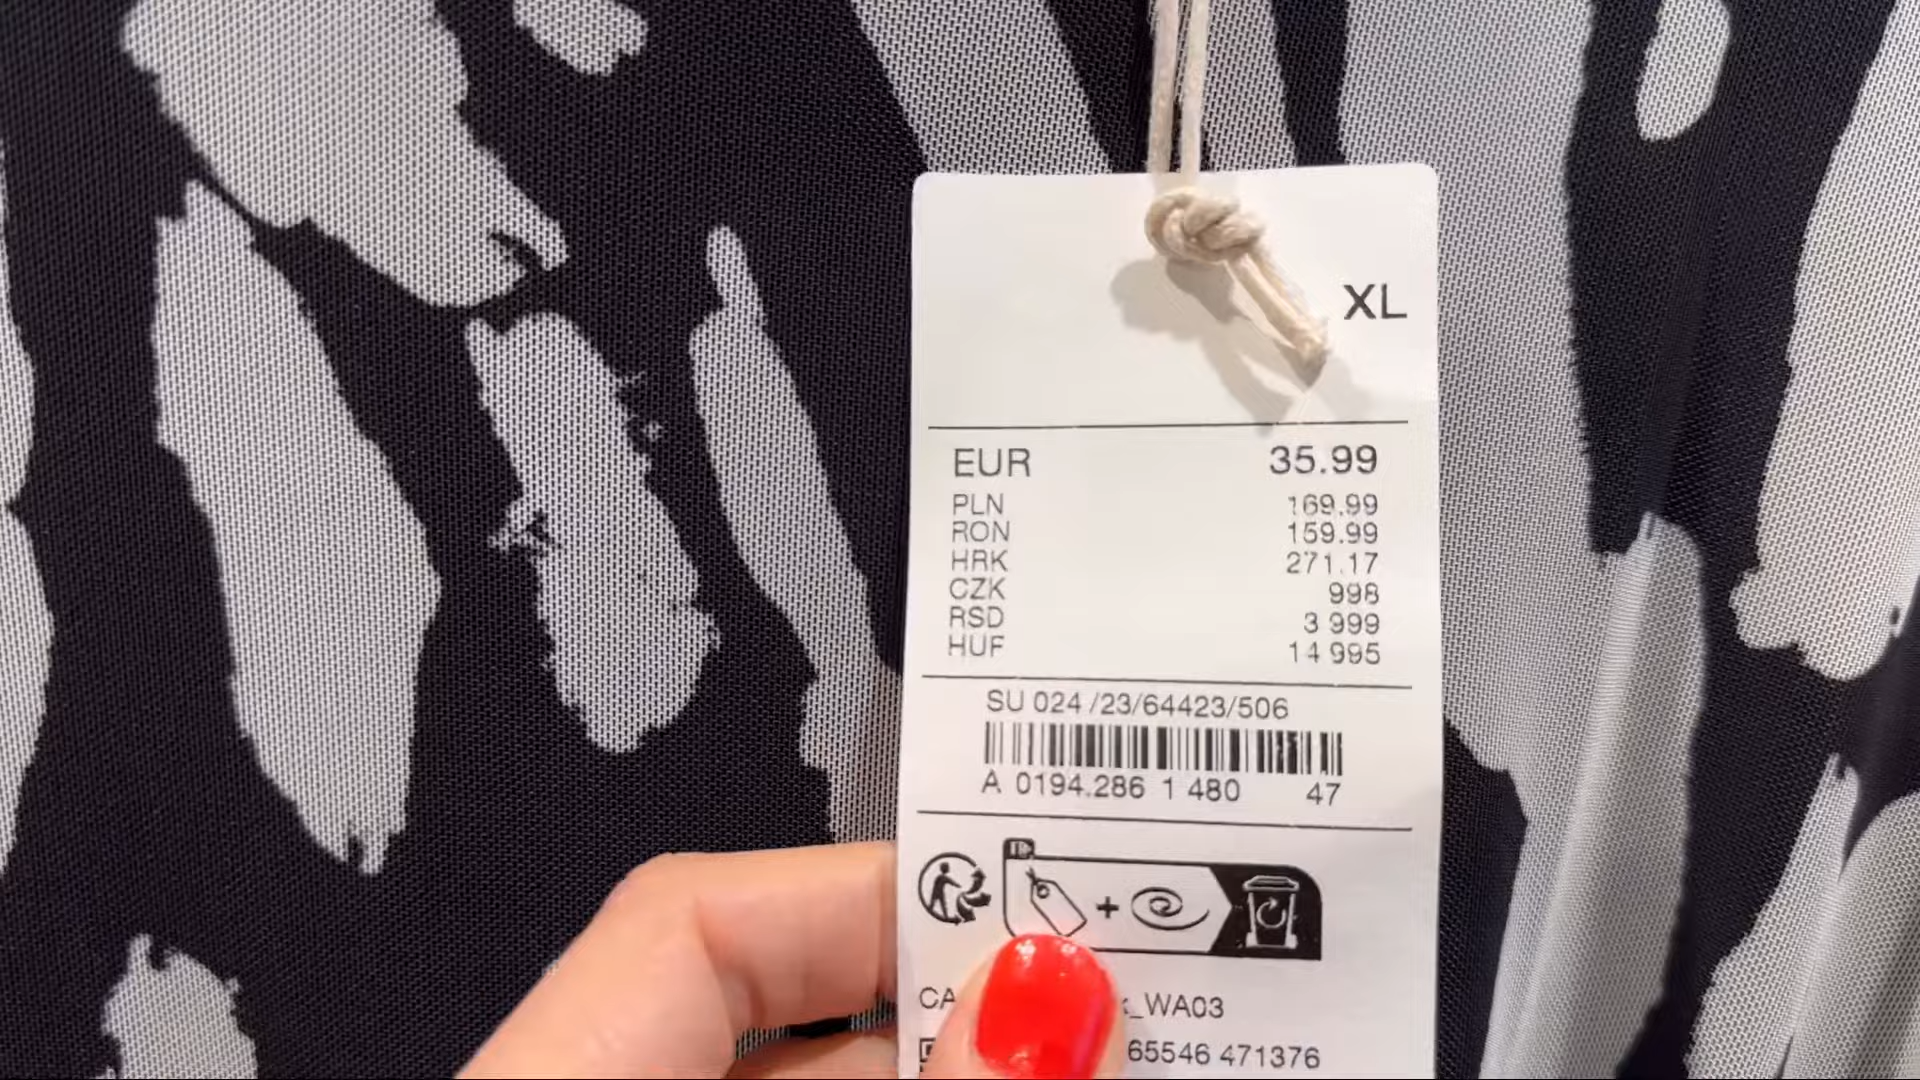 XL
EUR 35.99
PLN 169.99
RON 159.99
HRK 271.17
CZK 998
RSD 3 999
HUF 14 995
SU 024 /23/64423/506
A 0194.286 1 480 47
+
CA
_WA03
65546 471376